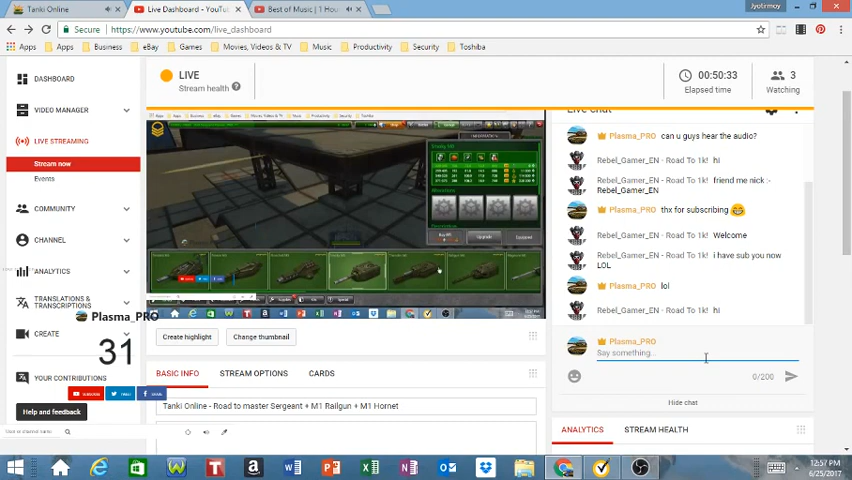 Tanki Online
Live Dashboard - YouTu
Best of Music | 1 Hou
Jyotirmoy
https://www.youtube.com/live_dashboard
Apps
Apps
Business
eBay
Games
Movies, Videos & TV
Music
Productivity
Security
Toshiba
DASHBOARD
VIDEO MANAGER
LIVE STREAMING
Stream now
Events
COMMUNITY
CHANNEL
ANALYTICS
TRANSLATIONS &
TRANSCRIPTIONS
Plasma_PRO
CREATE
31
YOUR CONTRIBUTIONS
Help and feedback
LIVE
Stream health
00:50:33
Elapsed time
3
Watching
Upgrade
Create highlight
Change thumbnail
BASIC INFO
STREAM OPTIONS
CARDS
Tanki Online - Road to master Sergeant + M1 Railgun + M1 Hornet
Live chat
Plasma_PRO can u guys hear the audio?
Rebel_Gamer_EN - Road To 1k! hi
Rebel_Gamer_EN - Road To 1k! friend me nick :-
Rebel_Gamer_EN
Plasma_PRO thx for subscribing
Rebel_Gamer_EN - Road To 1k! Welcome
Rebel_Gamer_EN - Road To 1k! i have sub you now
LOL
Plasma_PRO lol
Rebel_Gamer_EN - Road To 1k! hi
Plasma_PRO
Say something...
0/200
Hide chat
ANALYTICS
STREAM HEALTH
12:57 PM
6/25/2017